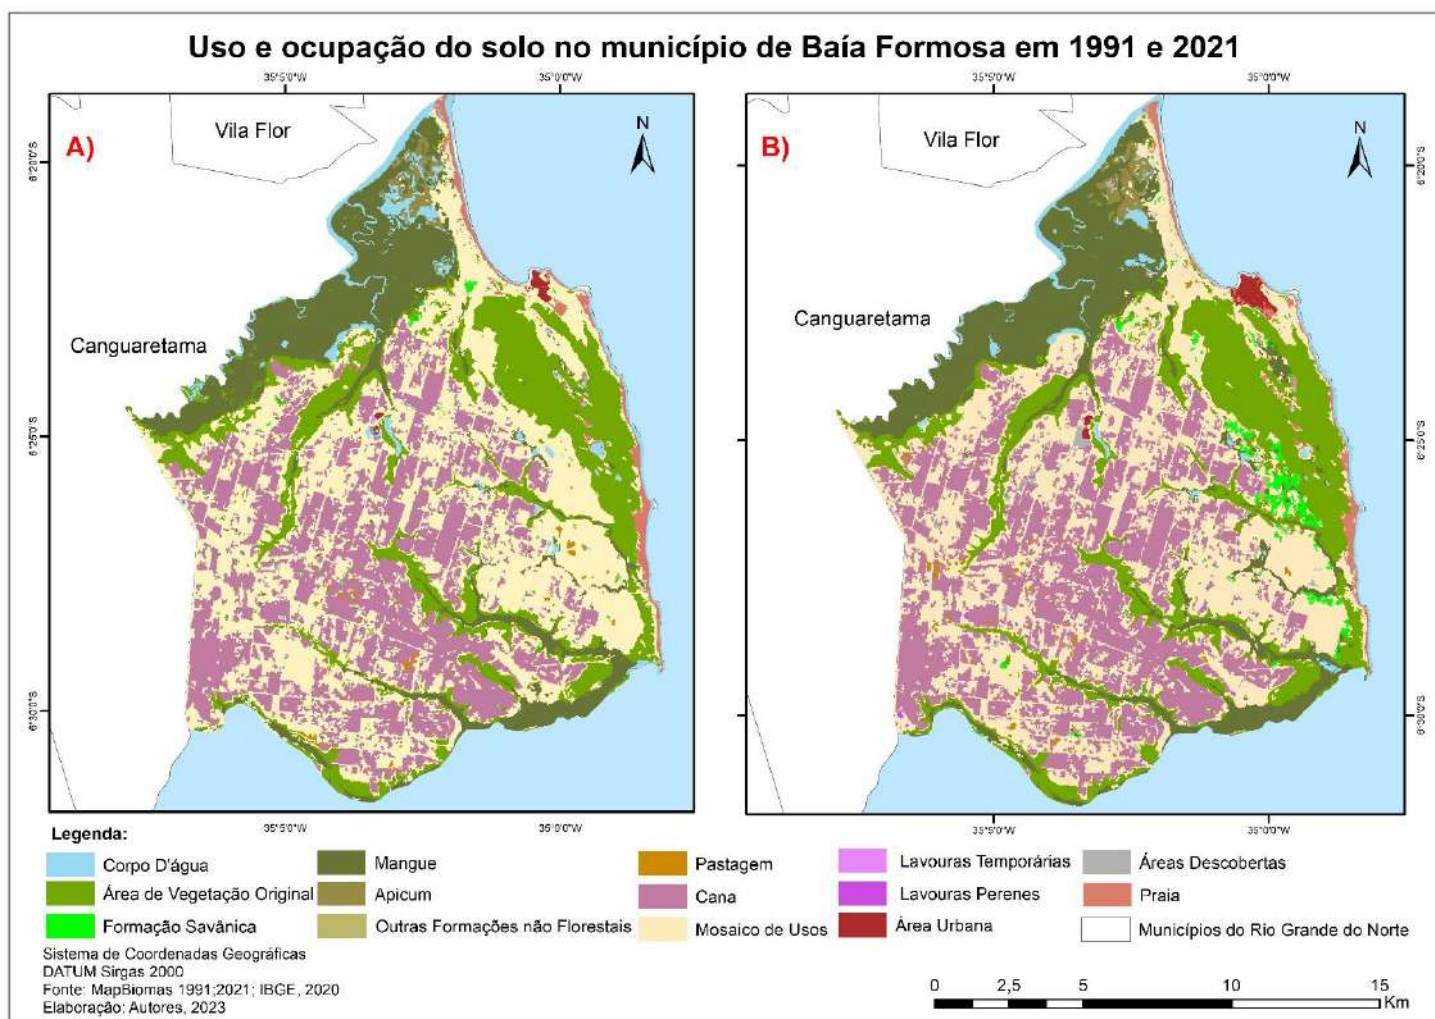 Uso e ocupação do solo no município de Baía Formosa em 1991 e 2021
35°5'0"W 35°0'0"W
35°5'0"W 35°0'0"W
A)
Vila Flor
N
Canguaretama
6°20'0"S
6°25'0"S
6°30'0"S
35°5'0"W 35°0'0"W
B)
Vila Flor
N
Canguaretama
6°20'0"S
6°25'0"S
6°30'0"S
35°5'0"W 35°0'0"W
Legenda:
Corpo D'água
Área de Vegetação Original
Formação Savânica
Mangue
Apicum
Outras Formações não Florestais
Pastagem
Cana
Mosaico de Usos
Lavouras Temporárias
Lavouras Perenes
Área Urbana
Áreas Descobertas
Praia
Municípios do Rio Grande do Norte
Sistema de Coordenadas Geográficas
DATUM Sirgas 2000
Fonte: MapBiomas 1991;2021; IBGE, 2020
Elaboração: Autores, 2023
0 2,5 5 10 15
Km